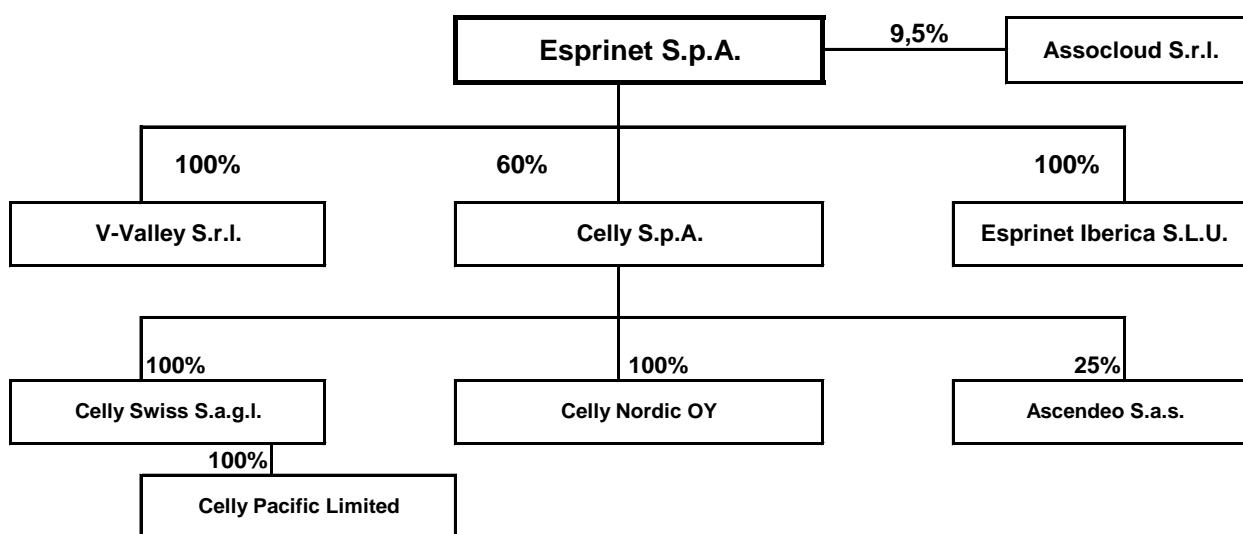 Esprinet S.p.A.
9,5%
Assocloud S.r.l.
100%
60%
100%
V-Valley S.r.l.
Celly S.p.A.
Esprinet Iberica S.L.U.
100%
100%
25%
Celly Swiss S.a.g.l.
Celly Nordic OY
Ascendeo S.a.s.
100%
Celly Pacific Limited